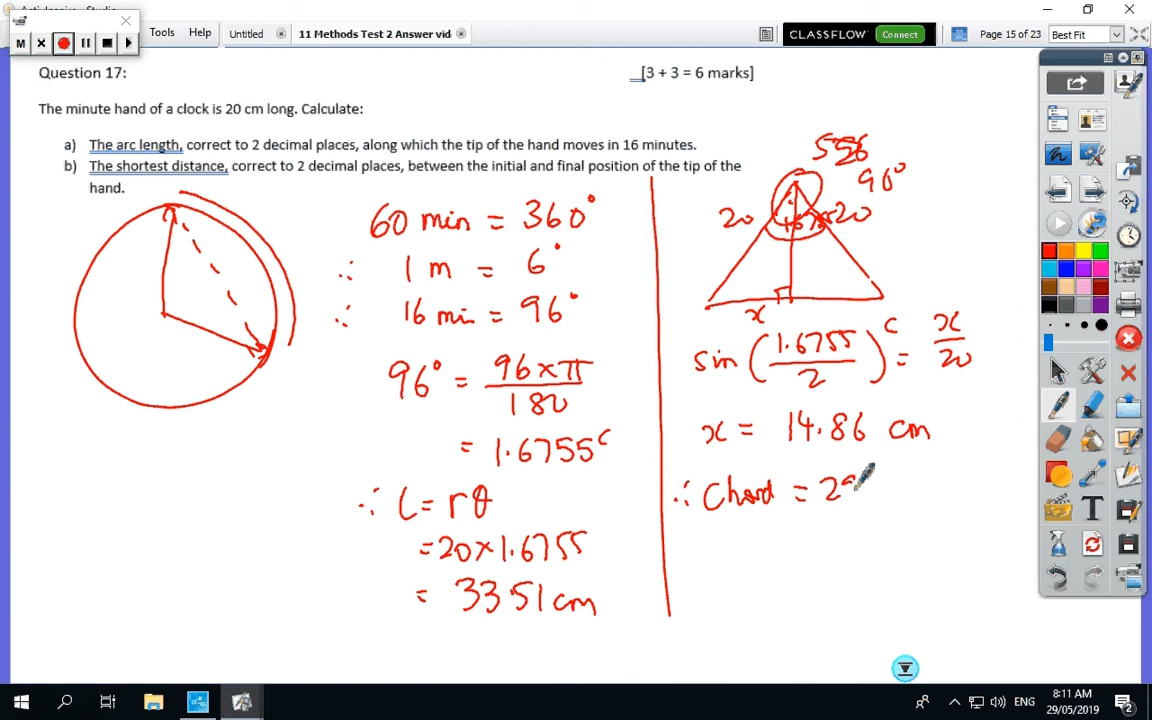 Tools Help Untitled 11 Methods Test 2 Answer vid CLASSFLOW Connect Page 15 of 23 Best Fit
M
Question 17: [3 + 3 = 6 marks]
The minute hand of a clock is 20 cm long. Calculate:
a) The arc length, correct to 2 decimal places, along which the tip of the hand moves in 16 minutes.
b) The shortest distance, correct to 2 decimal places, between the initial and final position of the tip of the
hand.
60 min = 360°
∴ 1 m = 6°
∴ 16 min = 96°
96° = 96 × π / 180
= 1.6755ᶜ
∴ l = rθ
= 20 × 1.6755
= 33.51 cm
96°
20 20
x
sin (1.6755 / 2)ᶜ = x / 20
x = 14.86 cm
∴ Chord = 2
T
ENG
8:11 AM
29/05/2019
2